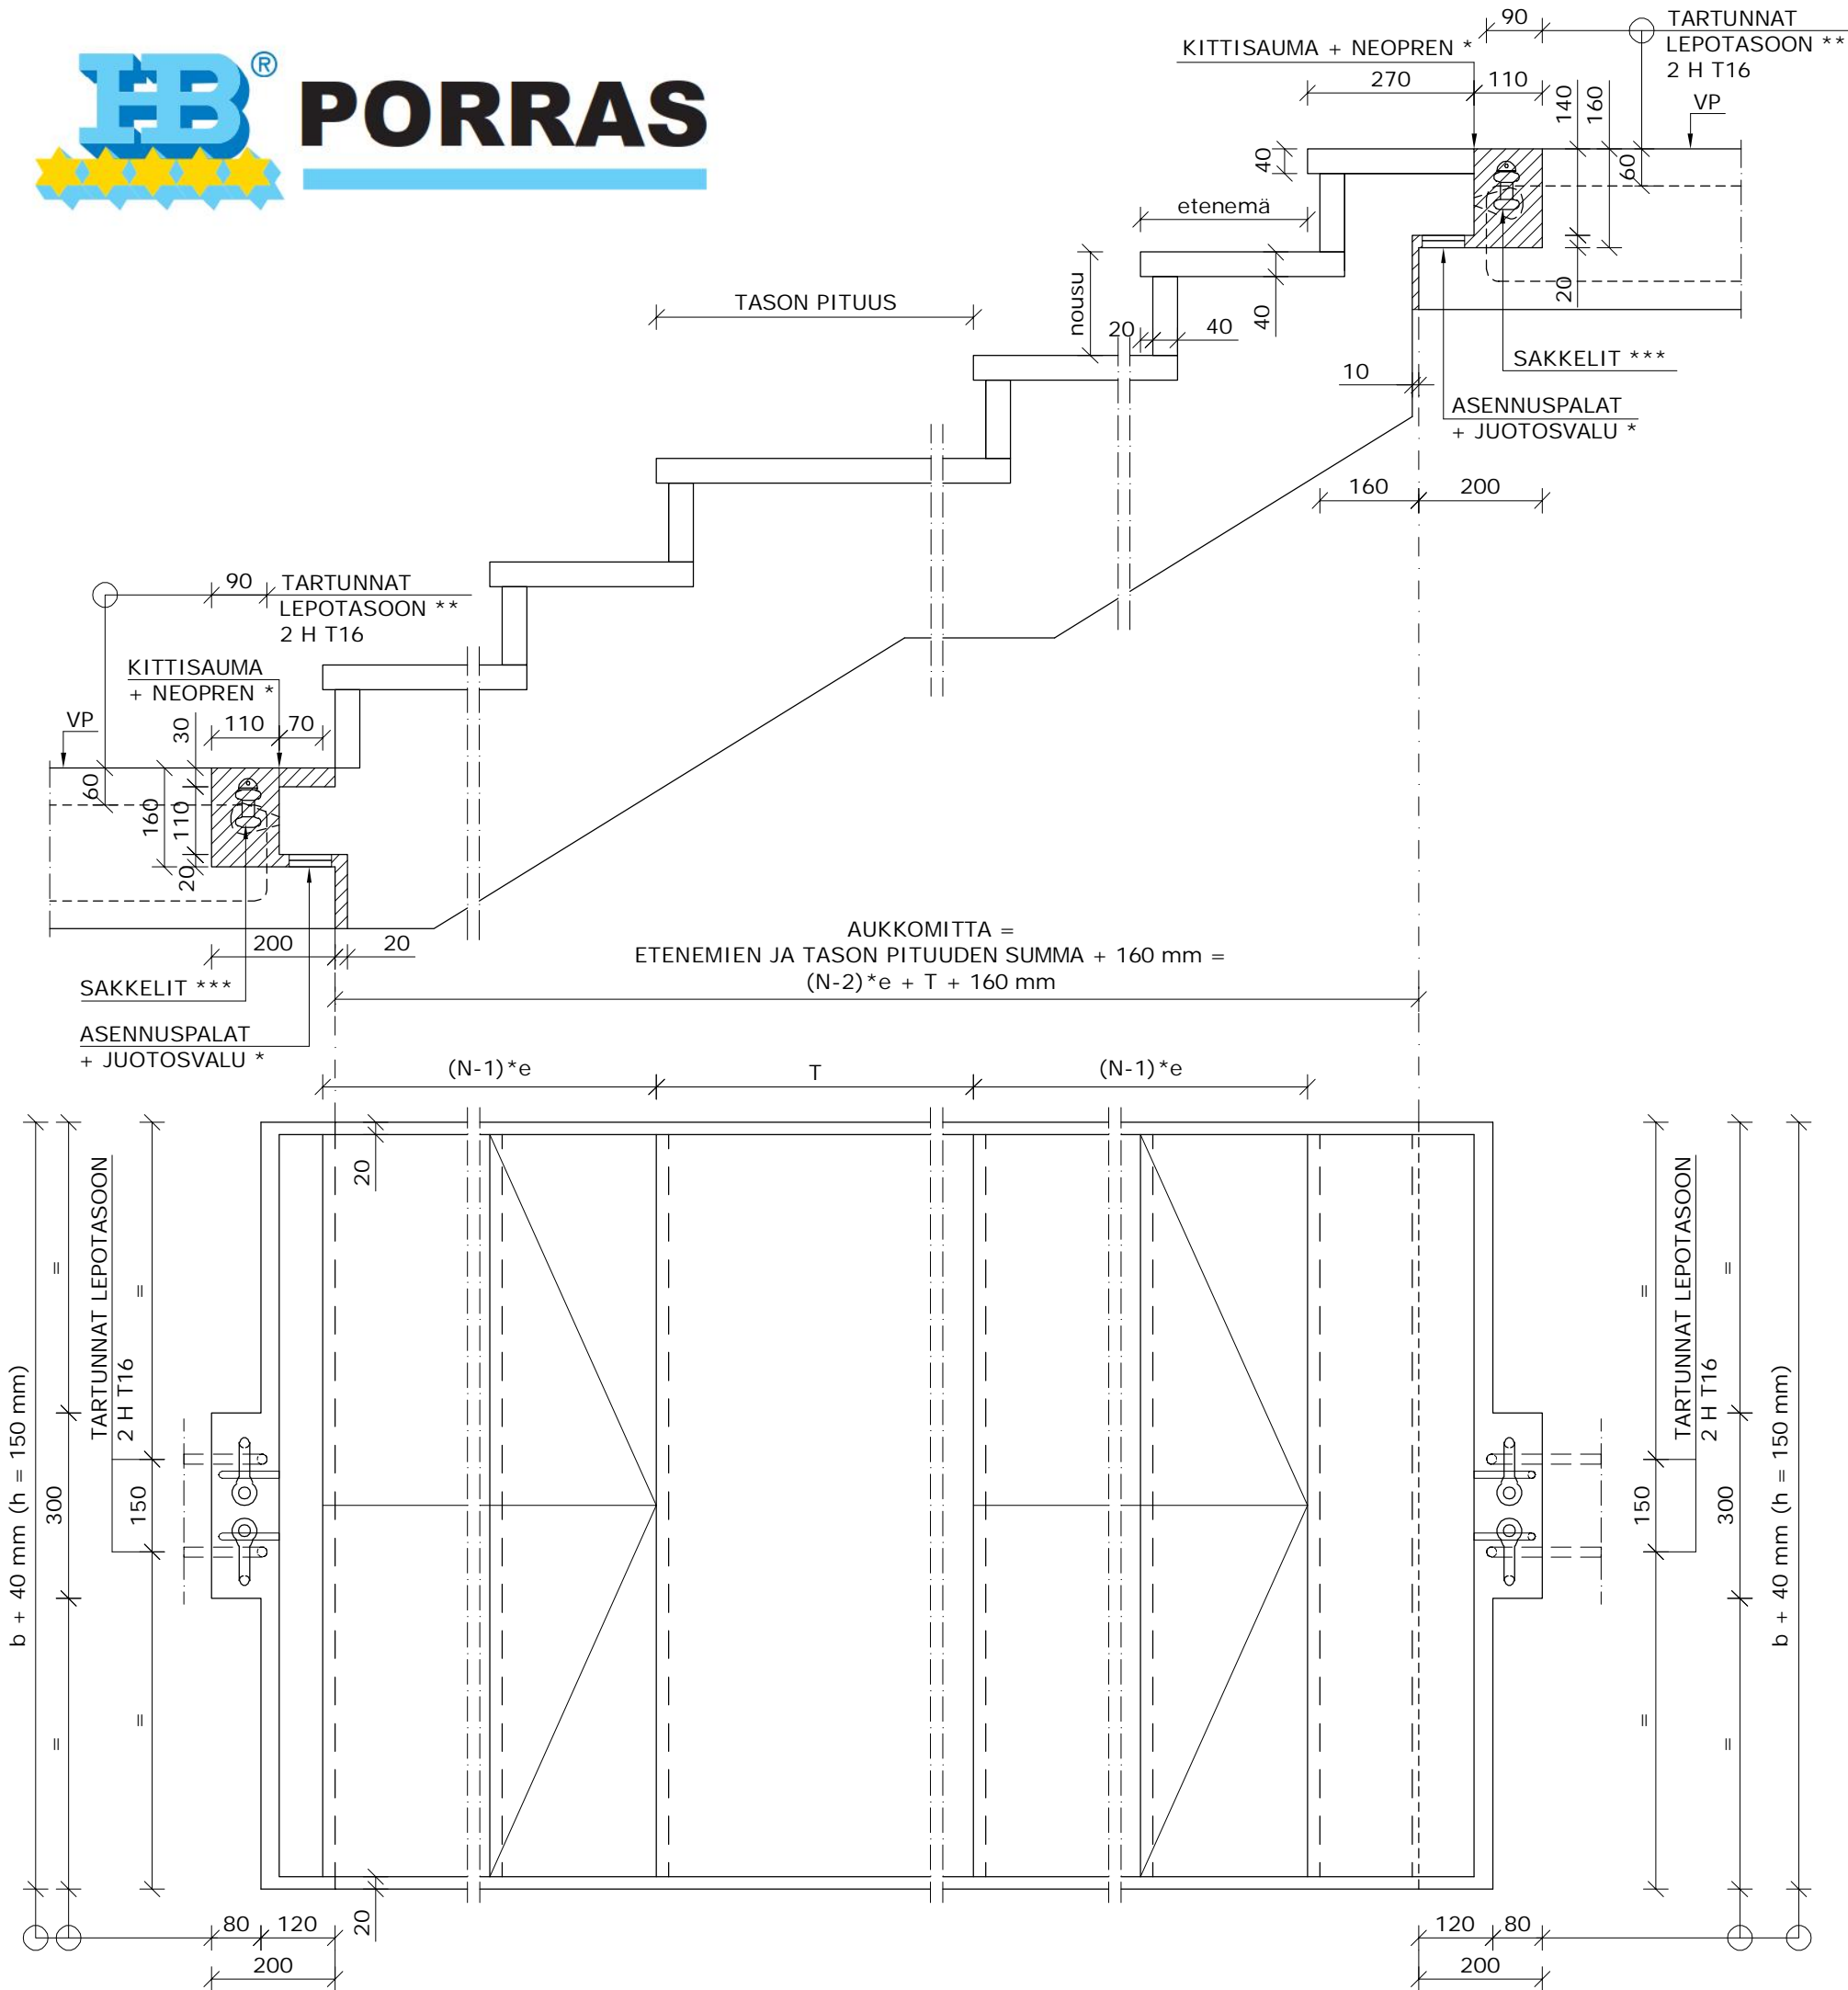 HB® PORRAS
90
TARTUNNAT
LEPOTASOON **
2 H T16
KITTISAUMA + NEOPREN *
270
110
140
160
VP
40
60
etenemä
nousu
20
TASON PITUUS
20
40
40
SAKKELIT ***
10
ASENNUSPALAT
+ JUOTOSVALU *
160
200
90
TARTUNNAT
LEPOTASOON **
2 H T16
KITTISAUMA
+ NEOPREN *
VP
30
110
70
60
160
110
20
200
20
AUKKOMITTA =
ETENEMIEN JA TASON PITUUDEN SUMMA + 160 mm =
(N-2)*e + T + 160 mm
SAKKELIT ***
ASENNUSPALAT
+ JUOTOSVALU *
(N-1)*e
T
(N-1)*e
20
b + 40 mm (h = 150 mm)
=
300
=
TARTUNNAT LEPOTASOON
2 H T16
=
150
=
=
150
=
TARTUNNAT LEPOTASOON
2 H T16
=
300
=
b + 40 mm (h = 150 mm)
20
80
120
200
120
80
200